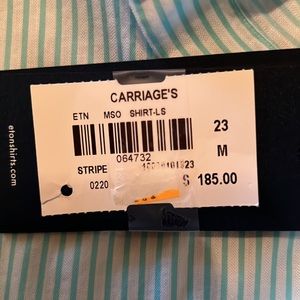 CARRIAGE'S
ETN MSO SHIRT-LS
23
064732
M
STRIPE
0220
$ 185.00
etonshirts.com